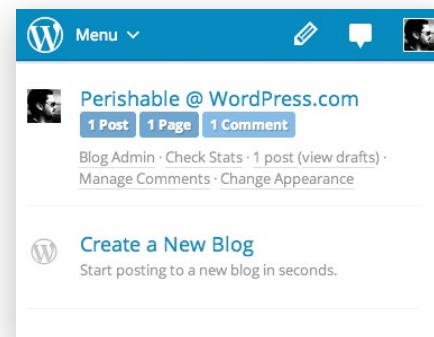 Menu
Perishable @ WordPress.com
1 Post 1 Page 1 Comment
Blog Admin · Check Stats · 1 post (view drafts) ·
Manage Comments · Change Appearance
Create a New Blog
Start posting to a new blog in seconds.